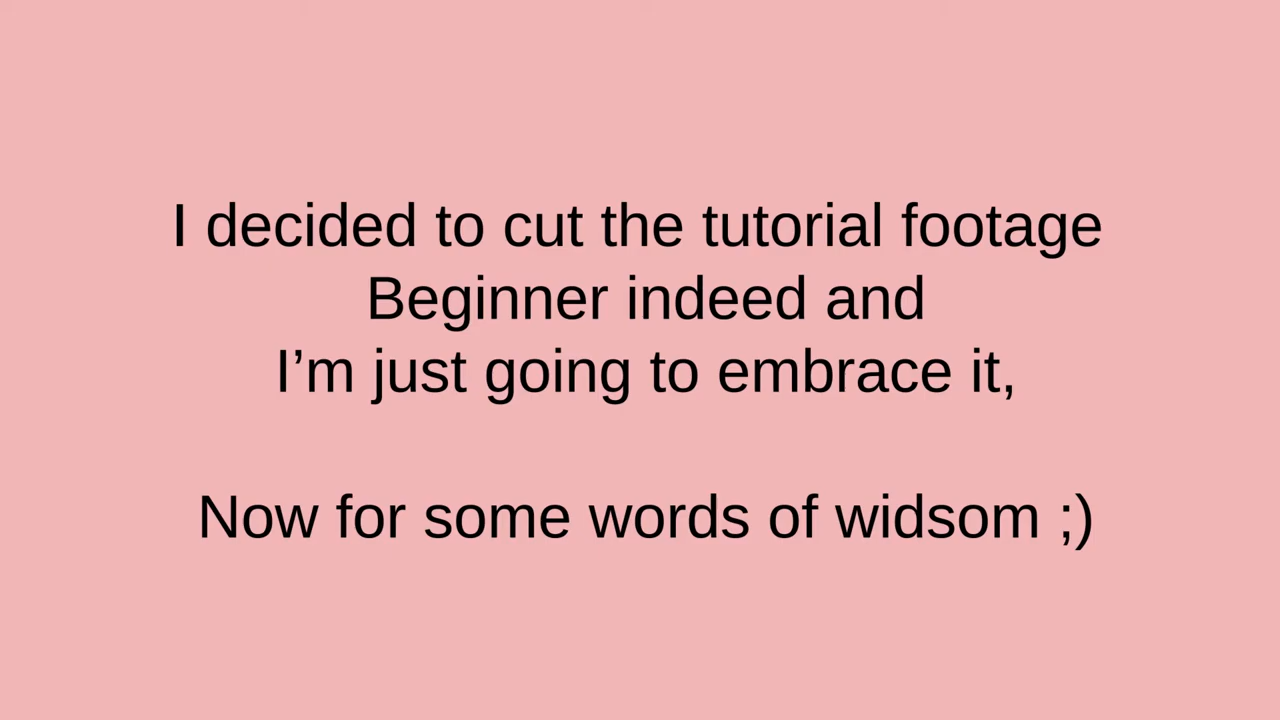 I decided to cut the tutorial footage
Beginner indeed and
I’m just going to embrace it,
Now for some words of widsom ;)